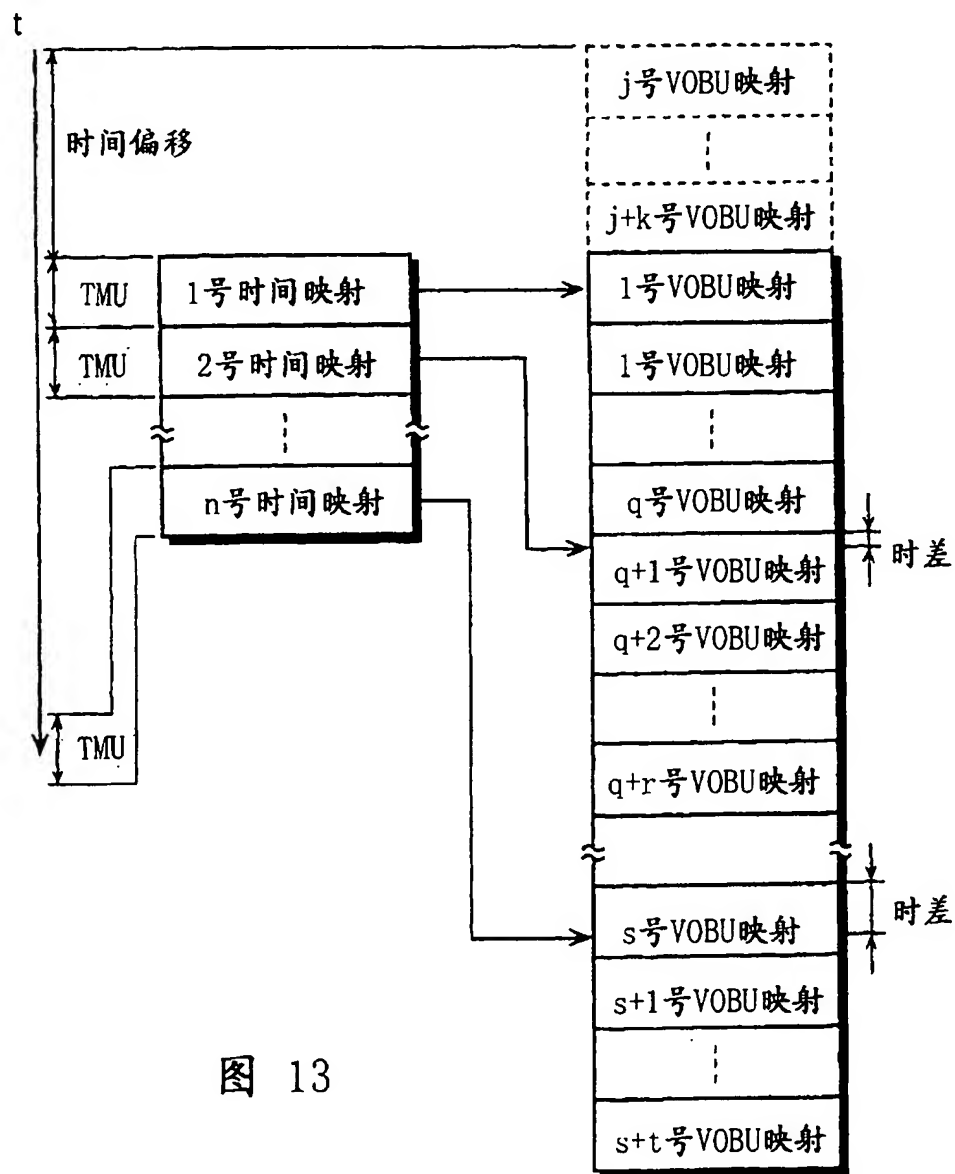 t
j号VOBU映射
时间偏移
j+k号VOBU映射
TMU 1号时间映射 1号VOBU映射
TMU 2号时间映射 1号VOBU映射
n号时间映射 q号VOBU映射
时差
q+1号VOBU映射
q+2号VOBU映射
TMU
q+r号VOBU映射
时差
s号VOBU映射
s+1号VOBU映射
图 13
s+t号VOBU映射